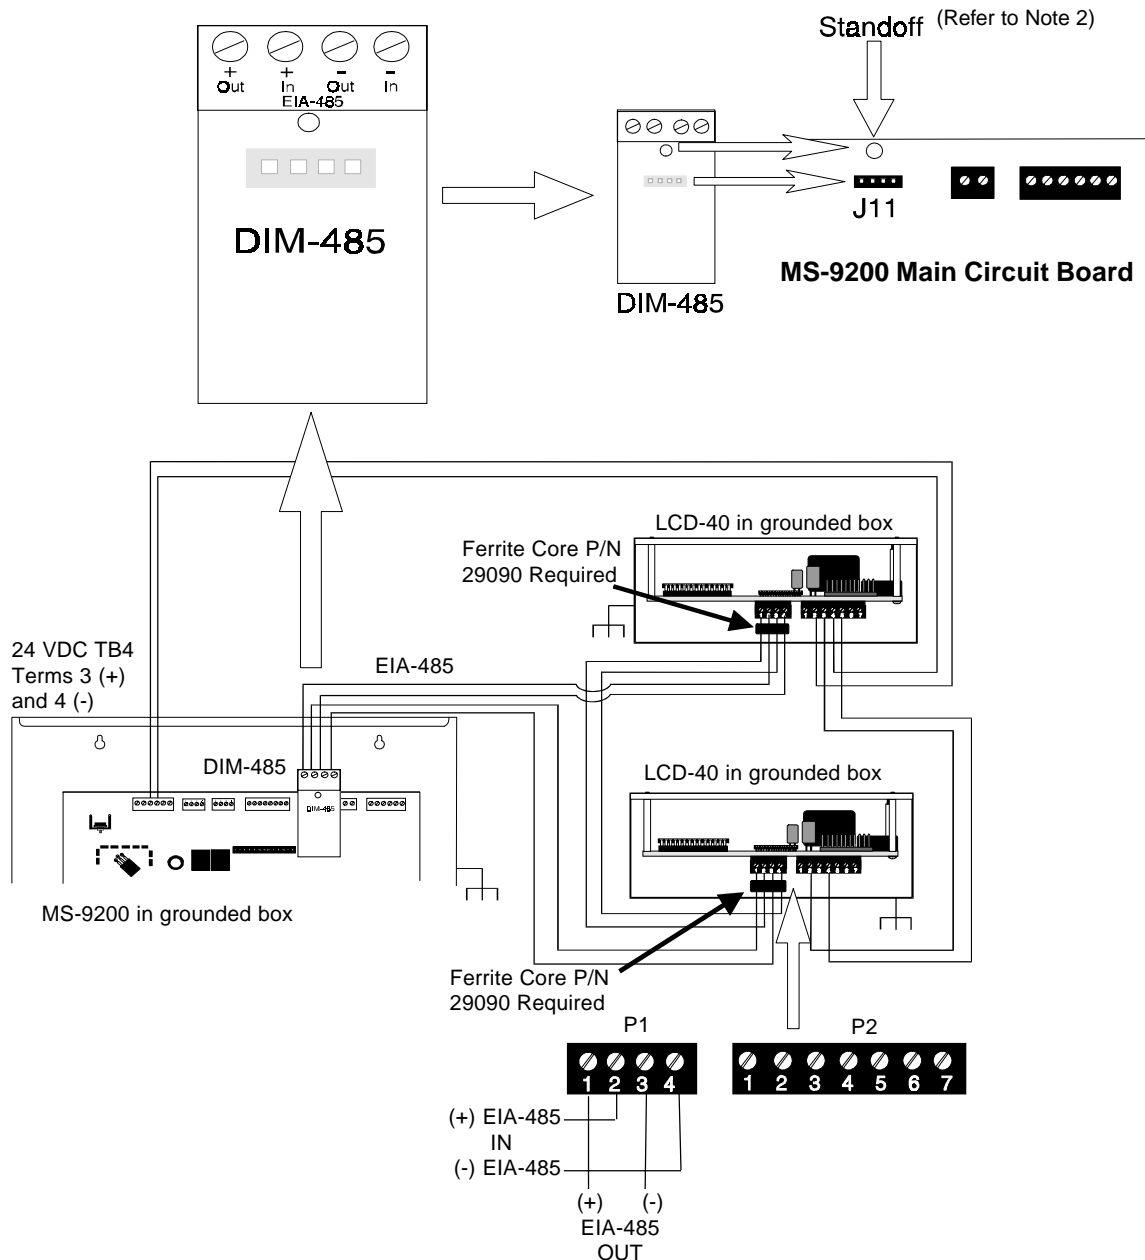 Standoff (Refer to Note 2)
+ + - -
Out In Out In
EIA-485
DIM-485
J11
MS-9200 Main Circuit Board
DIM-485
LCD-40 in grounded box
Ferrite Core P/N
29090 Required
24 VDC TB4
Terms 3 (+)
and 4 (-)
EIA-485
DIM-485
DIM-485
LCD-40 in grounded box
MS-9200 in grounded box
Ferrite Core P/N
29090 Required
P1
P2
1 2 3 4
1 2 3 4 5 6 7
(+) EIA-485
IN
(-) EIA-485
(+) (-)
EIA-485
OUT